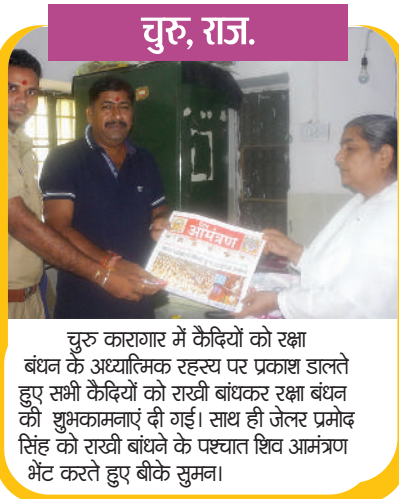 चुरु, राज.
शिव
आमंत्रण
चुरु कारागार में कैदियों को रक्षा
बंधन के अध्यात्मिक रहस्य पर प्रकाश डालते
हुए सभी कैदियों को राखी बांधकर रक्षा बंधन
की शुभकामनाएं दी गई। साथ ही जेलर प्रमोद
सिंह को राखी बांधने के पश्चात शिव आमंत्रण
भेंट करते हुए बीके सुमन।